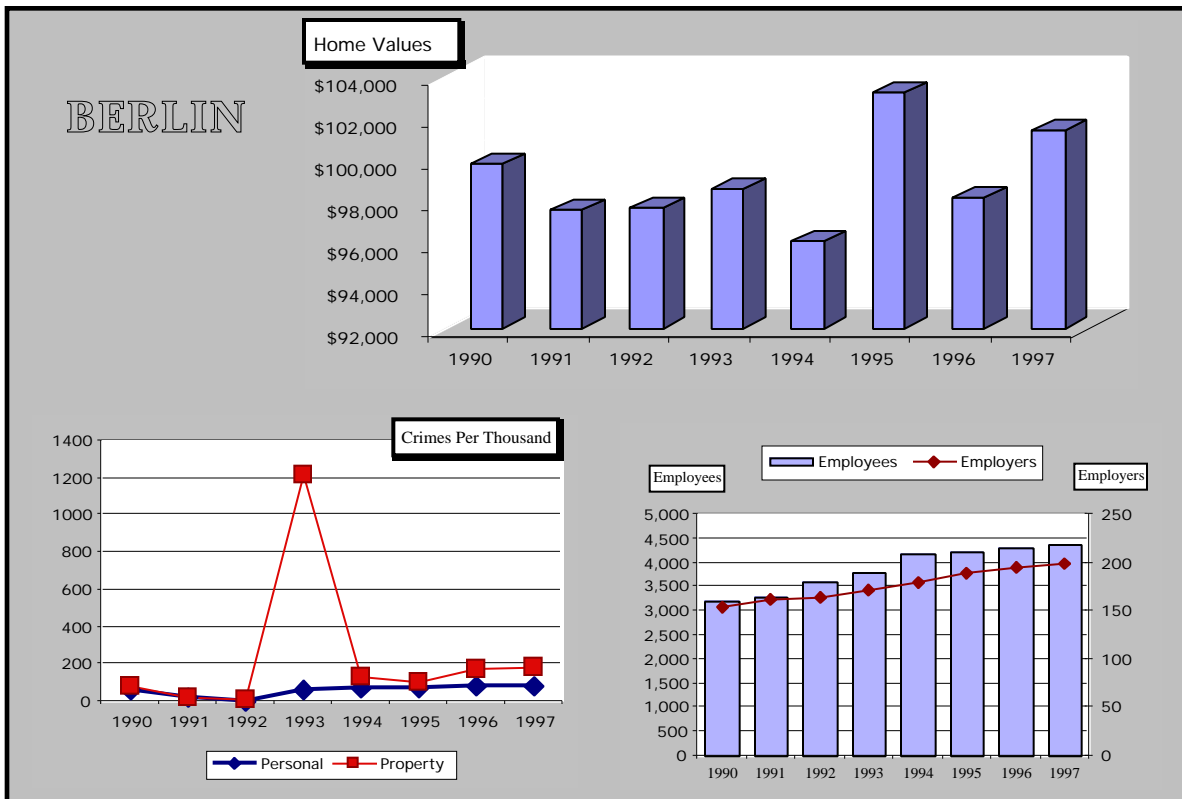 BERLIN
Home Values
$104,000
$102,000
$100,000
$98,000
$96,000
$94,000
$92,000
1990 1991 1992 1993 1994 1995 1996 1997
Crimes Per Thousand
1400
1200
1000
800
600
400
200
0
1990 1991 1992 1993 1994 1995 1996 1997
Personal Property
Employees Employers
Employees
Employers
5,000 250
4,500
4,000 200
3,500
3,000 150
2,500
2,000 100
1,500
1,000 50
500
0 0
1990 1991 1992 1993 1994 1995 1996 1997